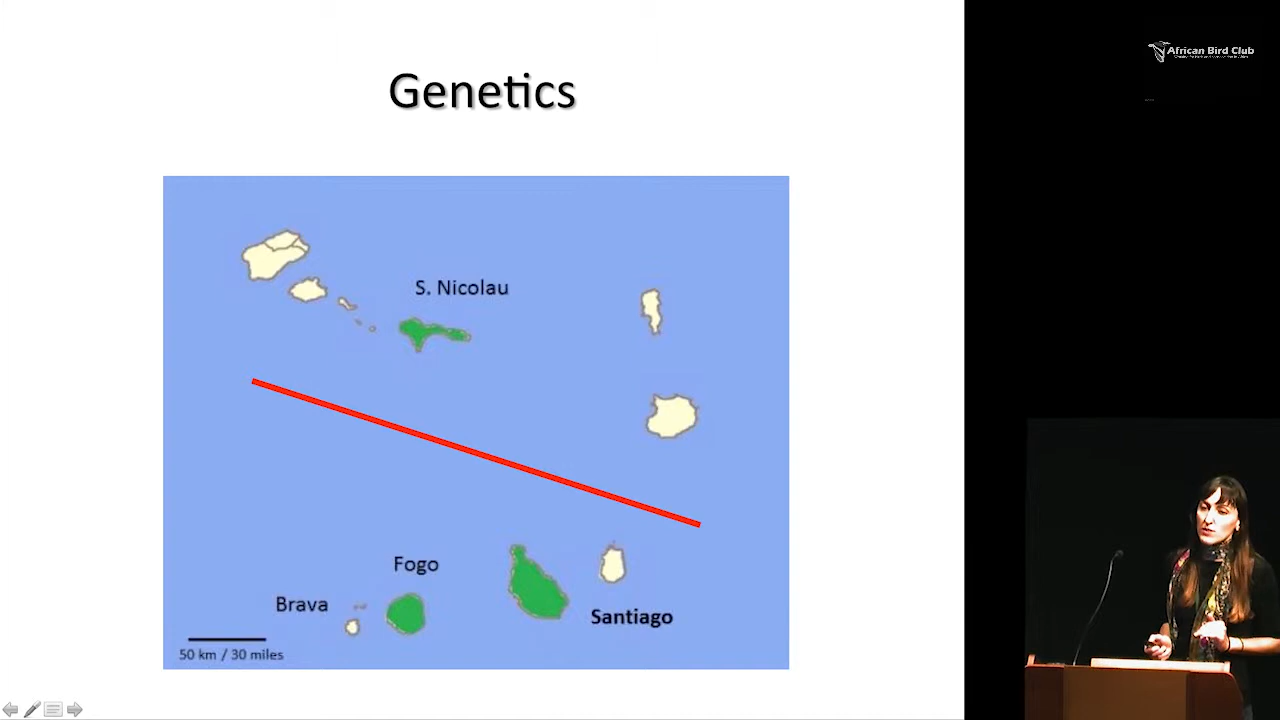 Genetics
African Bird Club
S. Nicolau
Fogo
Brava
Santiago
50 km / 30 miles